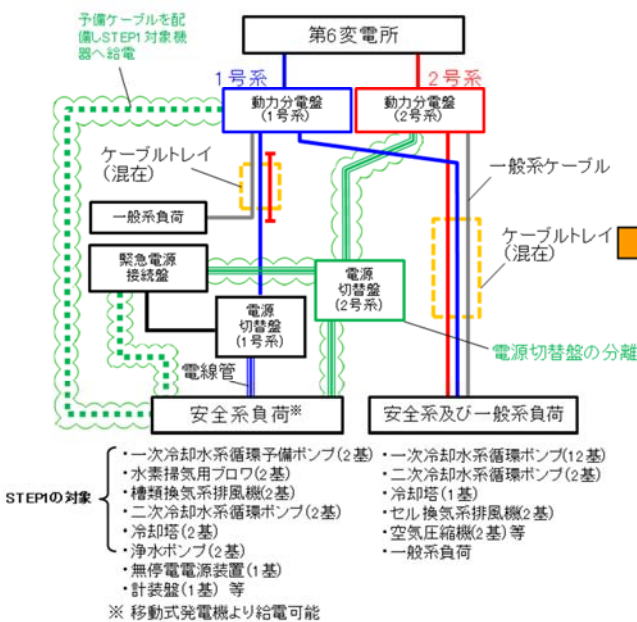 予備ケーブルを配
備しSTEP1対象機
器へ給電
第6変電所
1号系
2号系
動力分電盤
(1号系)
動力分電盤
(2号系)
ケーブルトレイ
(混在)
一般系ケーブル
一般系負荷
ケーブルトレイ
(混在)
緊急電源
接続盤
電源
切替盤
(2号系)
電源
切替盤
(1号系)
電源切替盤の分離
電線管
安全系負荷※
安全系及び一般系負荷
STEP1の対象
・一次冷却水系循環予備ポンプ(2基)
・水素掃気用ブロワ(2基)
・槽類換気系排風機(2基)
・二次冷却水系循環ポンプ(2基)
・冷却塔(2基)
・浄水ポンプ(2基)
・無停電電源装置(1基)
・計装盤(1基) 等
※ 移動式発電機より給電可能
・一次冷却水系循環ポンプ(12基)
・二次冷却水系循環ポンプ(2基)
・冷却塔(1基)
・セル換気系排風機(2基)
・空気圧縮機(2基)等
・一般系負荷